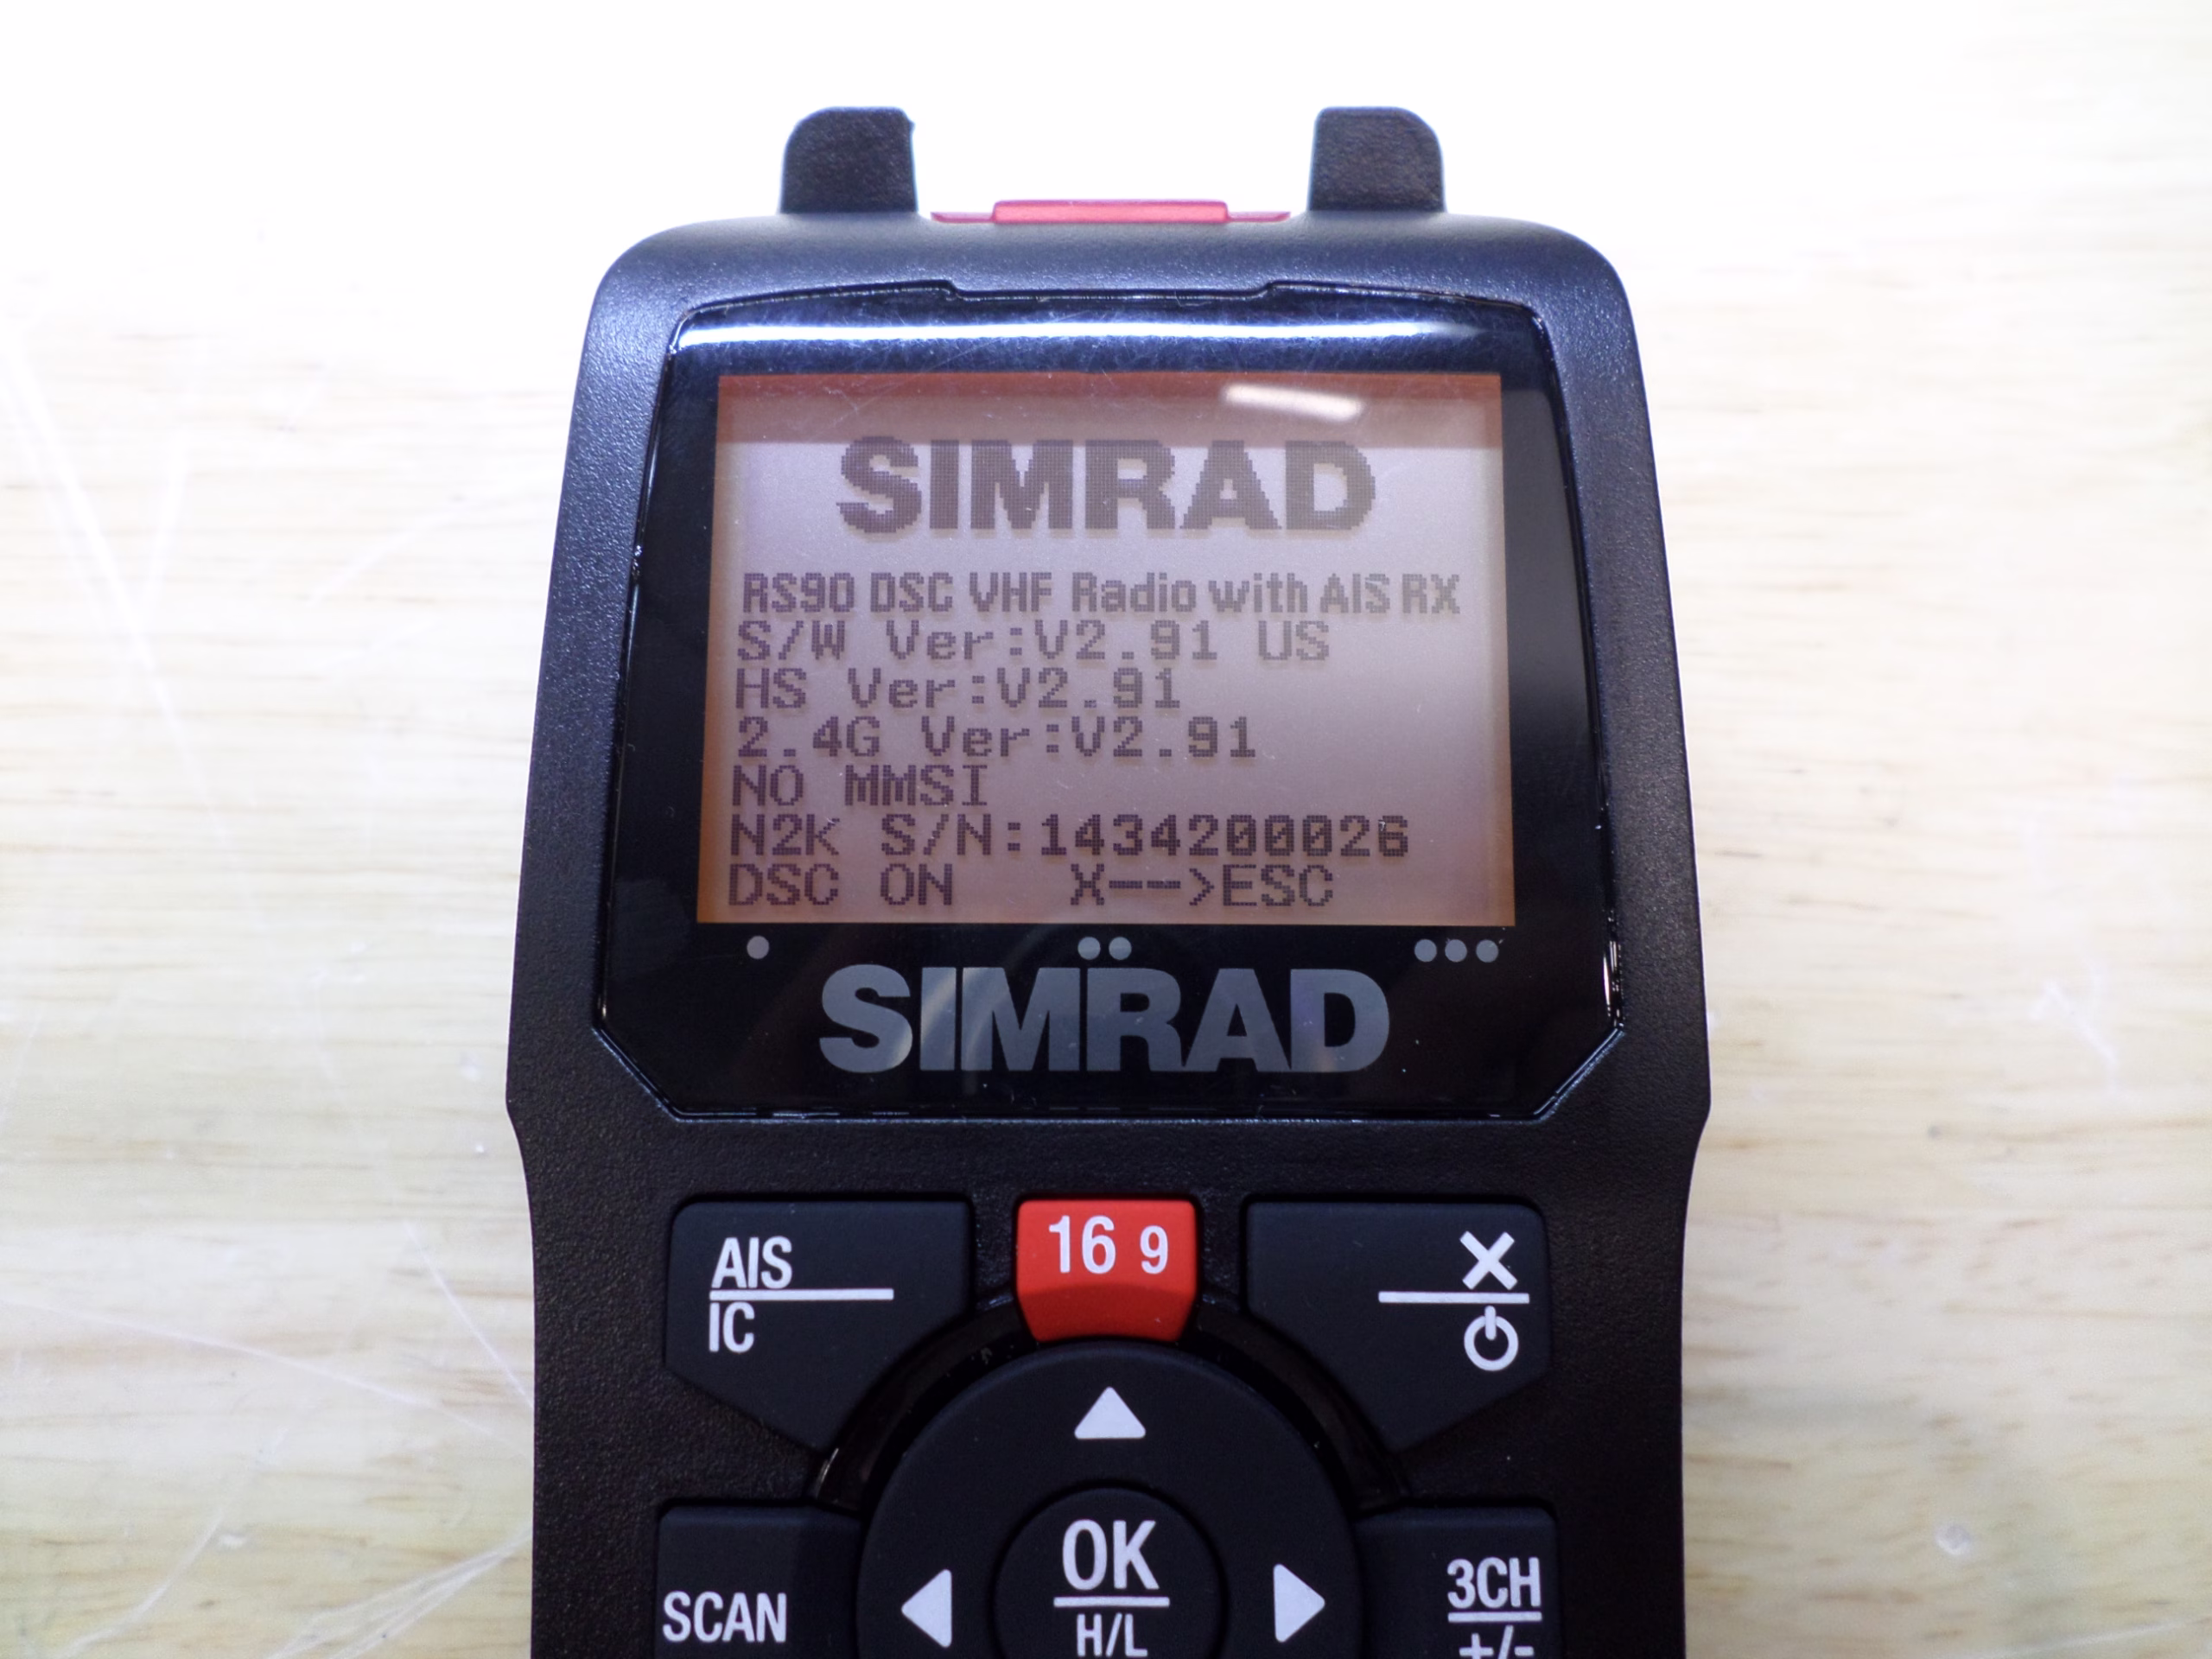 SIMRAD
RS90 DSC VHF Radio with AIS RX
S/W Ver:V2.91 US
HS Ver:V2.91
2.4G Ver:V2.91
NO MMSI
N2K S/N:1434200026
DSC ON X-->ESC
SIMRAD
AIS
IC
16 9
X
OK
H/L
SCAN
3CH
+/-